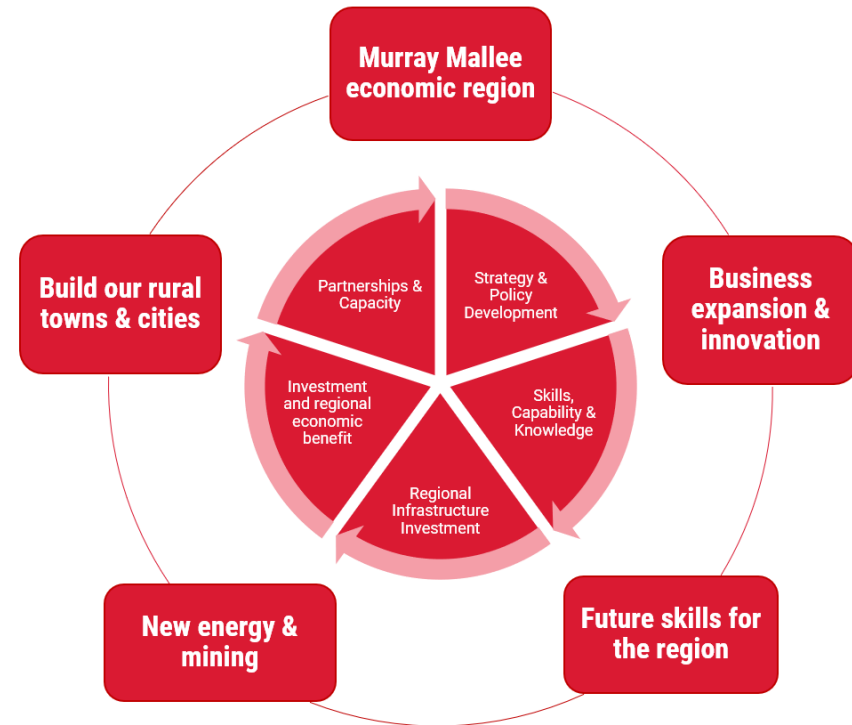 Murray Mallee
economic region
Business
expansion &
innovation
Future skills for
the region
New energy &
mining
Build our rural
towns & cities
Strategy &
Policy
Development
Skills,
Capability &
Knowledge
Regional
Infrastructure
Investment
Investment
and regional
economic
benefit
Partnerships &
Capacity